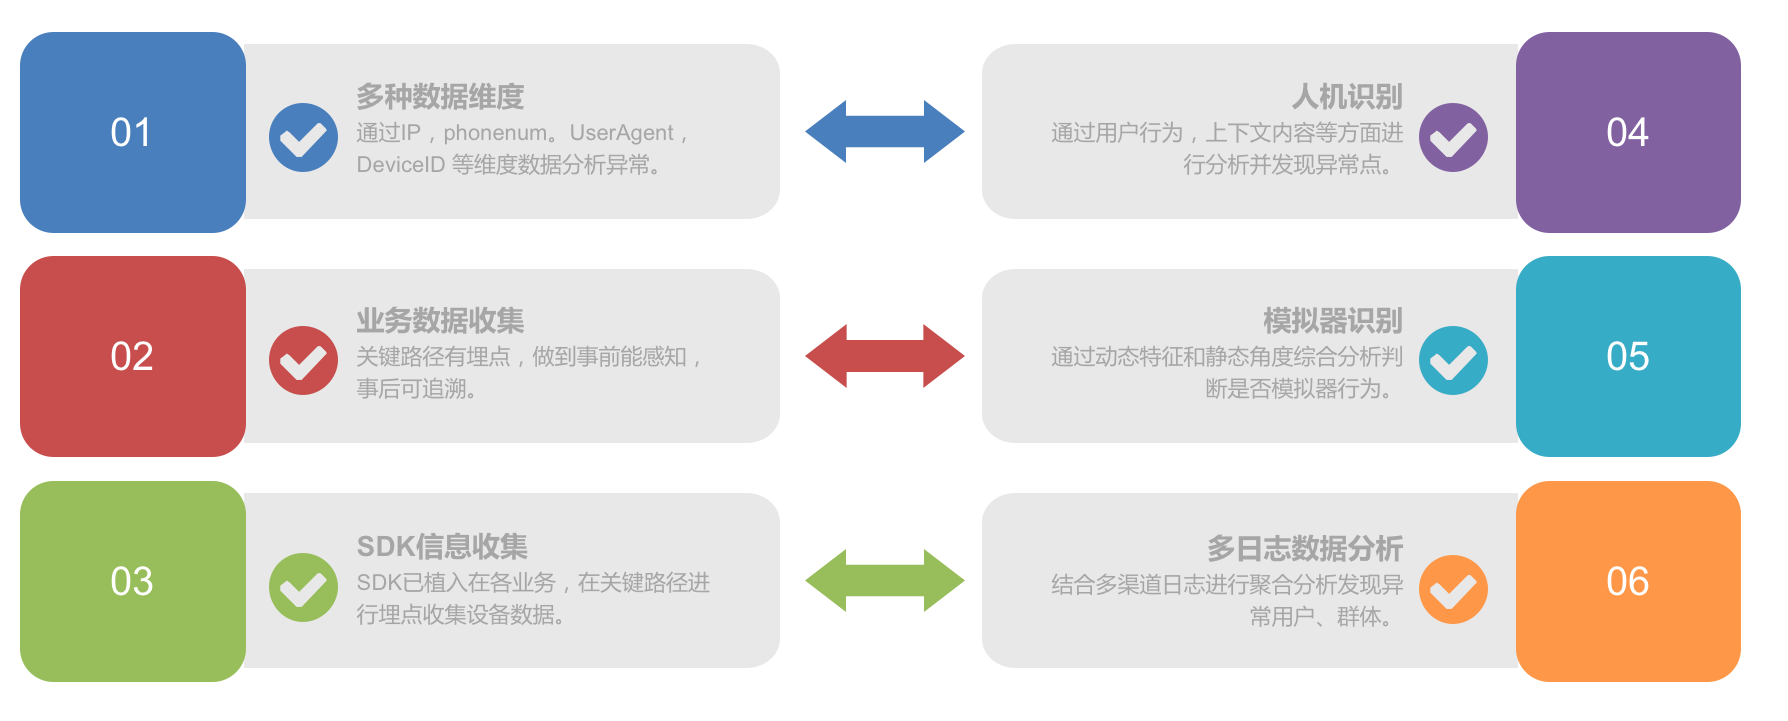 01
多种数据维度
通过IP，phonenum。UserAgent，
DeviceID 等维度数据分析异常。
人机识别
通过用户行为，上下文内容等方面进
行分析并发现异常点。
04
02
业务数据收集
关键路径有埋点，做到事前能感知，
事后可追溯。
模拟器识别
通过动态特征和静态角度综合分析判
断是否模拟器行为。
05
03
SDK信息收集
SDK已植入在各业务，在关键路径进
行埋点收集设备数据。
多日志数据分析
结合多渠道日志进行聚合分析发现异
常用户、群体。
06